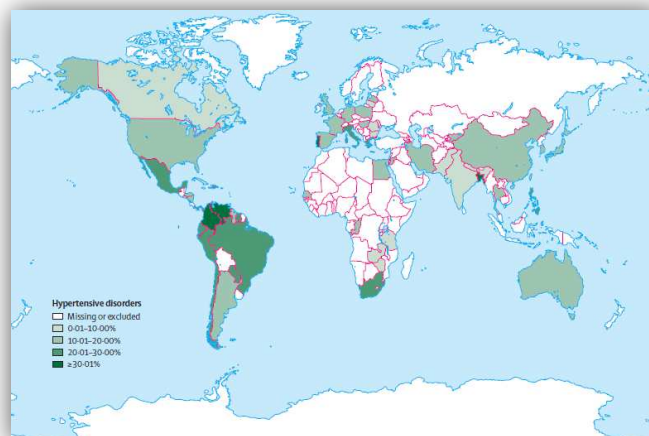 Hypertensive disorders
Missing or excluded
0·01–10·00%
10·01–20·00%
20·01–30·00%
≥30·01%